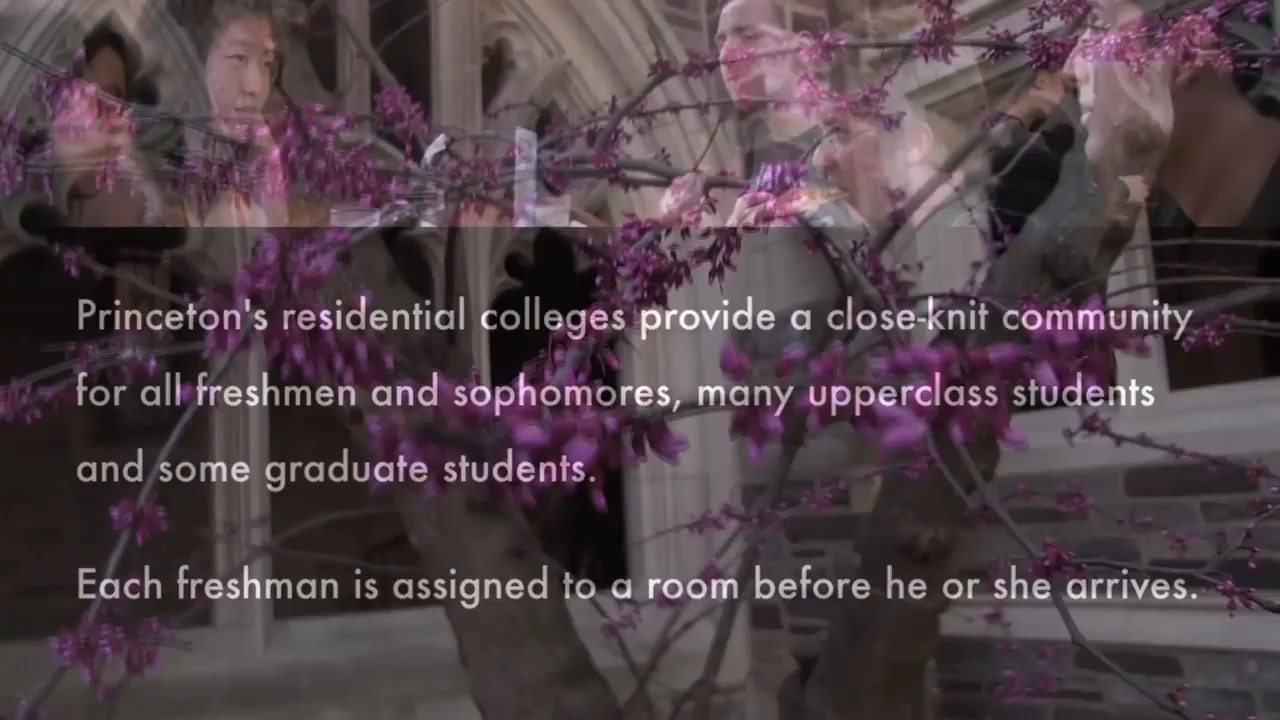 Princeton's residential colleges provide a close-knit community
for all freshmen and sophomores, many upperclass students
and some graduate students.
Each freshman is assigned to a room before he or she arrives.